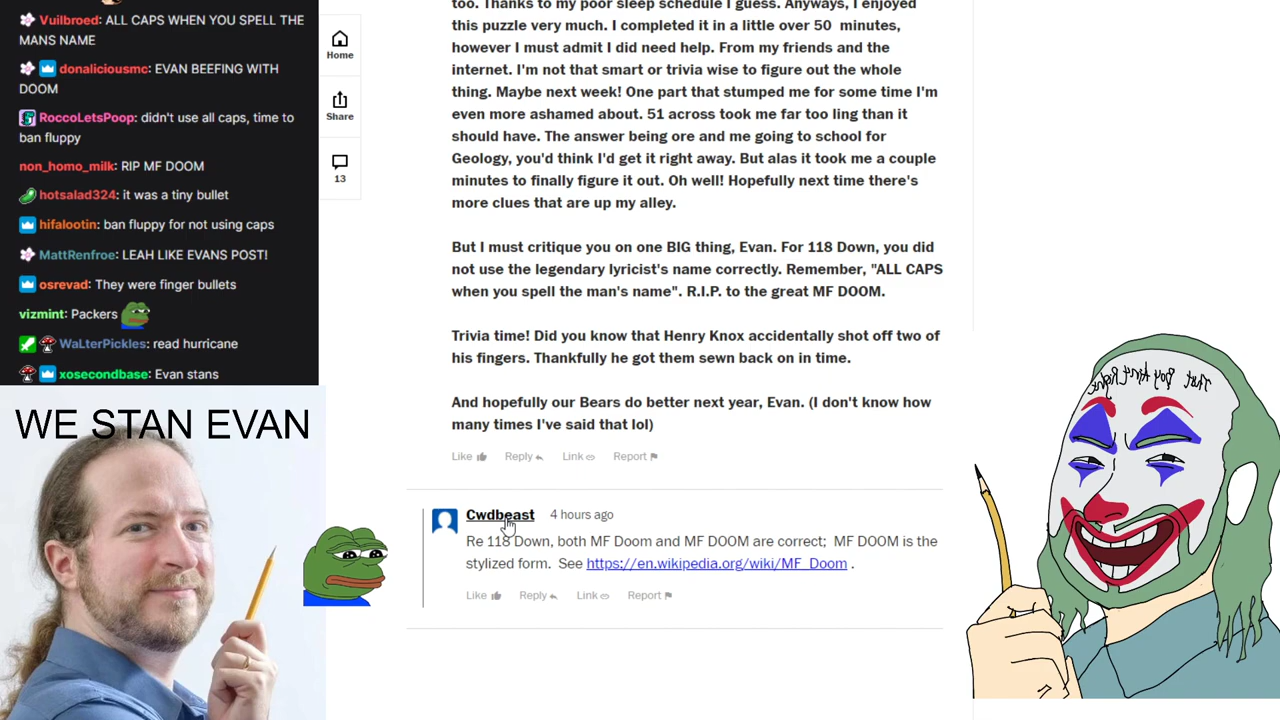 Vuilbroed: ALL CAPS WHEN YOU SPELL THE
MANS NAME
donaliciousmc: EVAN BEEFING WITH
DOOM
RoccoLetsPoop: didn't use all caps, time to
ban fluppy
non_homo_milk: RIP MF DOOM
hotsalad324: it was a tiny bullet
hifalootin: ban fluppy for not using caps
MattRenfroe: LEAH LIKE EVANS POST!
osrevad: They were finger bullets
vizmint: Packers
WaLterPickles: read hurricane
xosecondbase: Evan stans
WE STAN EVAN
Home
Share
13
too. Thanks to my poor sleep schedule I guess. Anyways, I enjoyed
this puzzle very much. I completed it in a little over 50 minutes,
however I must admit I did need help. From my friends and the
internet. I'm not that smart or trivia wise to figure out the whole
thing. Maybe next week! One part that stumped me for some time I'm
even more ashamed about. 51 across took me far too ling than it
should have. The answer being ore and me going to school for
Geology, you'd think I'd get it right away. But alas it took me a couple
minutes to finally figure it out. Oh well! Hopefully next time there's
more clues that are up my alley.
But I must critique you on one BIG thing, Evan. For 118 Down, you did
not use the legendary lyricist's name correctly. Remember, "ALL CAPS
when you spell the man's name". R.I.P. to the great MF DOOM.
Trivia time! Did you know that Henry Knox accidentally shot off two of
his fingers. Thankfully he got them sewn back on in time.
And hopefully our Bears do better next year, Evan. (I don't know how
many times I've said that lol)
Like Reply Link Report
Cwdbeast 4 hours ago
Re 118 Down, both MF Doom and MF DOOM are correct; MF DOOM is the
stylized form. See https://en.wikipedia.org/wiki/MF_Doom .
Like Reply Link Report
That Boy Ainy Right